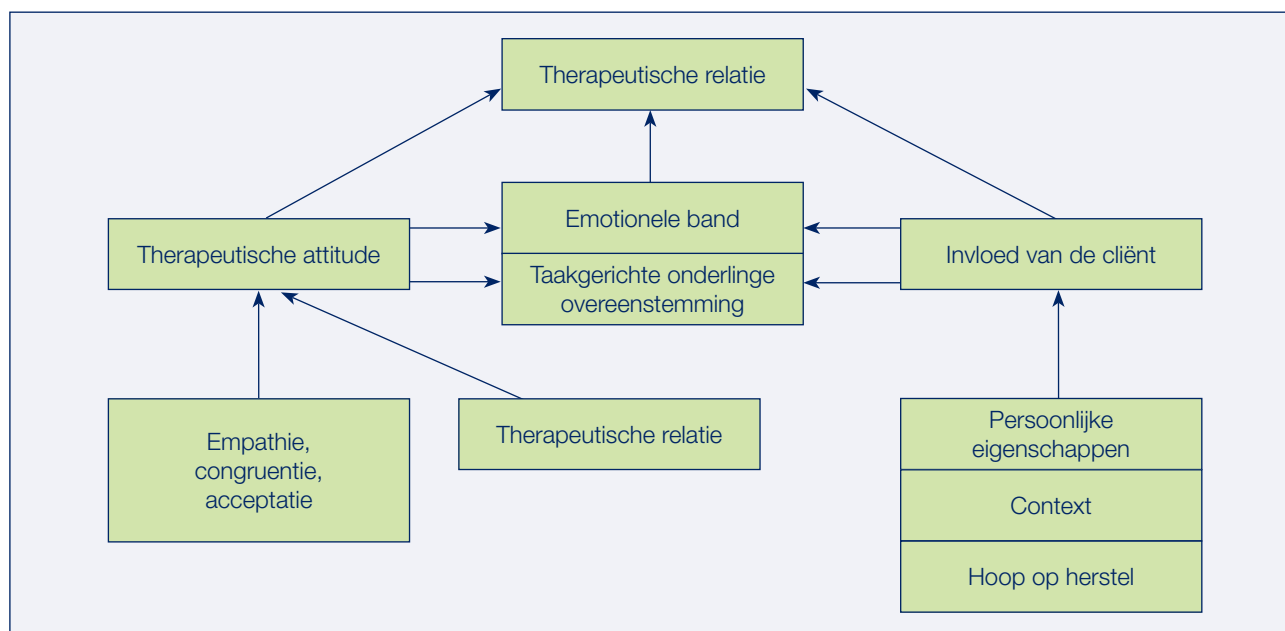 Therapeutische relatie
Emotionele band
Therapeutische attitude
Invloed van de cliënt
Taakgerichte onderlinge
overeenstemming
Empathie,
congruentie,
acceptatie
Therapeutische relatie
Persoonlijke
eigenschappen
Context
Hoop op herstel